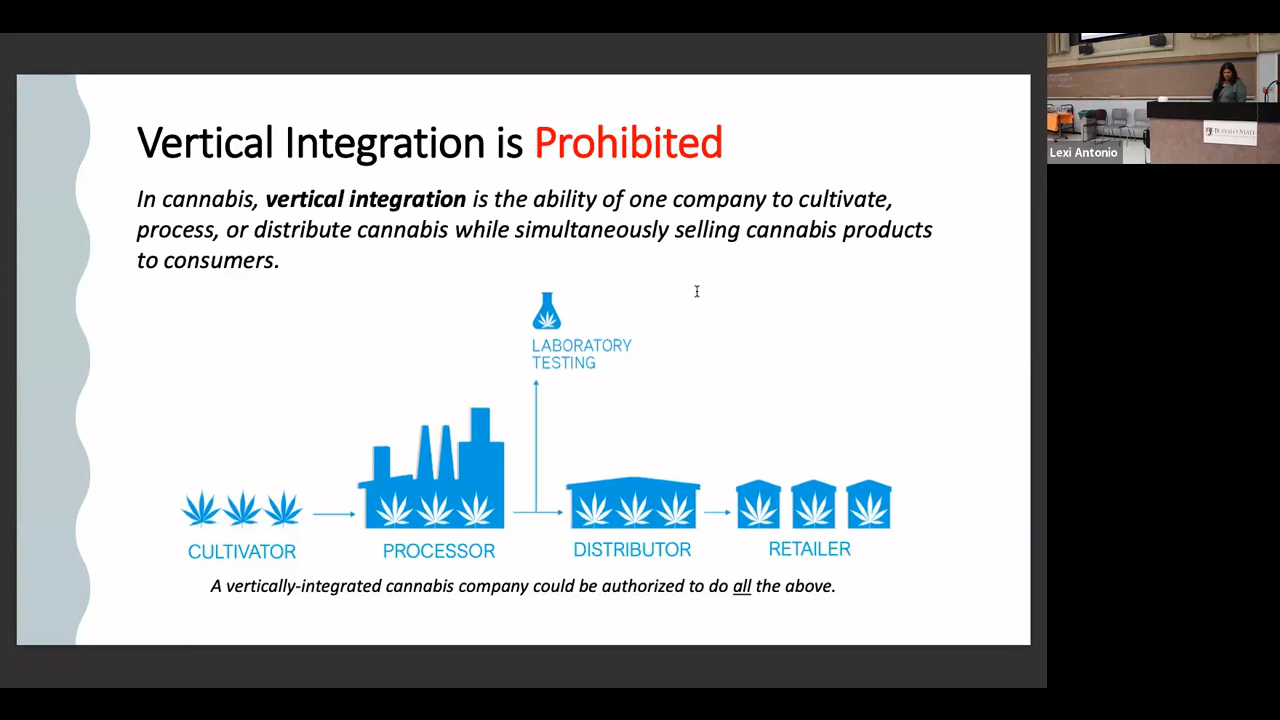 Vertical Integration is Prohibited
In cannabis, vertical integration is the ability of one company to cultivate,
process, or distribute cannabis while simultaneously selling cannabis products
to consumers.
LABORATORY
TESTING
CULTIVATOR
PROCESSOR
DISTRIBUTOR
RETAILER
A vertically-integrated cannabis company could be authorized to do all the above.
BUFFALO STATE
Lexi Antonio